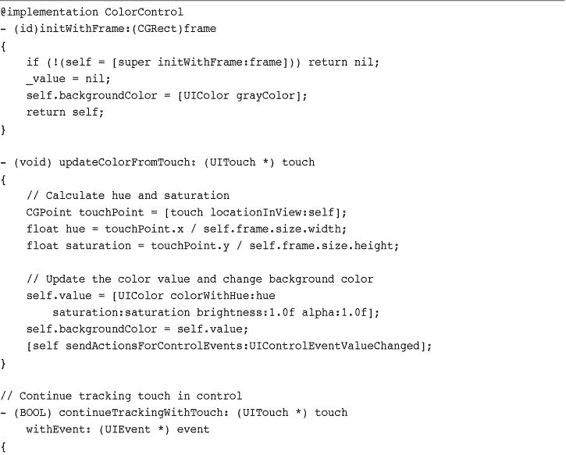 @implementation ColorControl
- (id)initWithFrame:(CGRect)frame
{
    if (!(self = [super initWithFrame:frame])) return nil;
    _value = nil;
    self.backgroundColor = [UIColor grayColor];
    return self;
}

- (void) updateColorFromTouch: (UITouch *) touch
{
    // Calculate hue and saturation
    CGPoint touchPoint = [touch locationInView:self];
    float hue = touchPoint.x / self.frame.size.width;
    float saturation = touchPoint.y / self.frame.size.height;

    // Update the color value and change background color
    self.value = [UIColor colorWithHue:hue
        saturation:saturation brightness:1.0f alpha:1.0f];
    self.backgroundColor = self.value;
    [self sendActionsForControlEvents:UIControlEventValueChanged];
}

// Continue tracking touch in control
- (BOOL) continueTrackingWithTouch: (UITouch *) touch
    withEvent: (UIEvent *) event
{